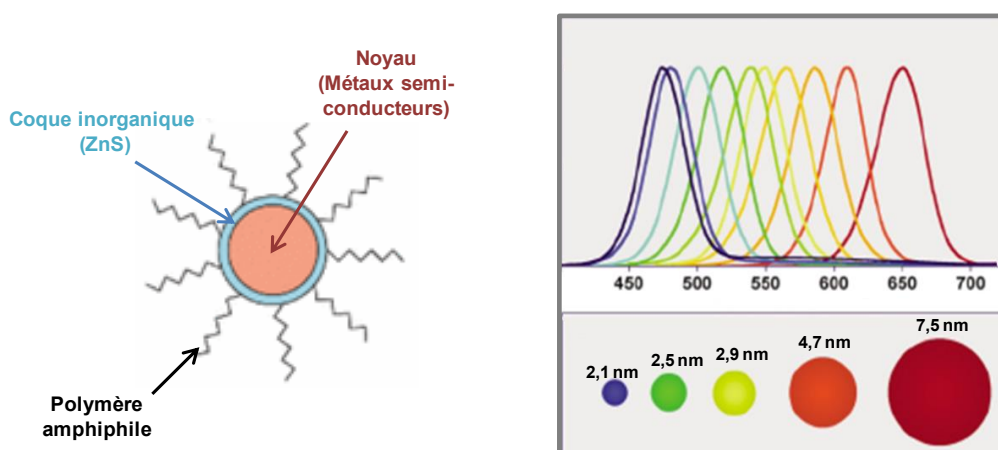 Noyau
(Métaux semi-
conducteurs)
Coque inorganique
(ZnS)
Polymère
amphiphile
450 500 550 600 650 700
2,1 nm 2,5 nm 2,9 nm 4,7 nm 7,5 nm